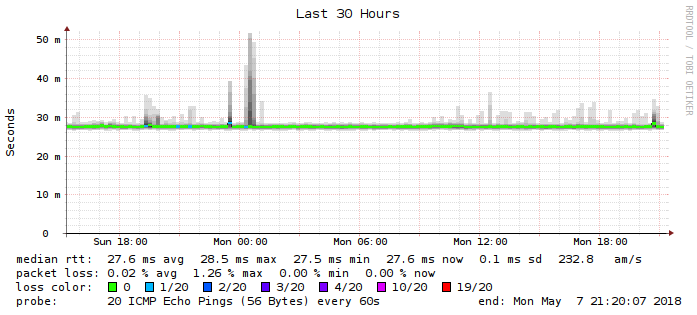 Last 30 Hours
RRDTOOL / TOBI OETIKER
Seconds
50 m
40 m
30 m
20 m
10 m
0
Sun 18:00 Mon 00:00 Mon 06:00 Mon 12:00 Mon 18:00
median rtt: 27.6 ms avg 28.5 ms max 27.5 ms min 27.6 ms now 0.1 ms sd 232.8 am/s
packet loss: 0.02 % avg 1.26 % max 0.00 % min 0.00 % now
loss color: 0 1/20 2/20 3/20 4/20 10/20 19/20
probe: 20 ICMP Echo Pings (56 Bytes) every 60s end: Mon May 7 21:20:07 2018